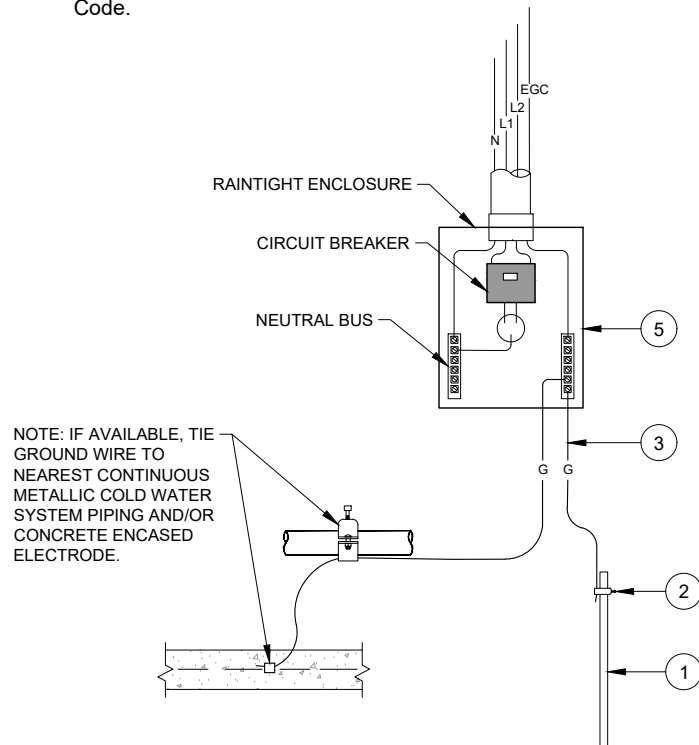 Code.
EGC
L2
L1
N
RAINTIGHT ENCLOSURE
CIRCUIT BREAKER
NEUTRAL BUS
5
3
NOTE: IF AVAILABLE, TIE
GROUND WIRE TO
NEAREST CONTINUOUS
METALLIC COLD WATER
SYSTEM PIPING AND/OR
CONCRETE ENCASED
ELECTRODE.
G
G
2
1